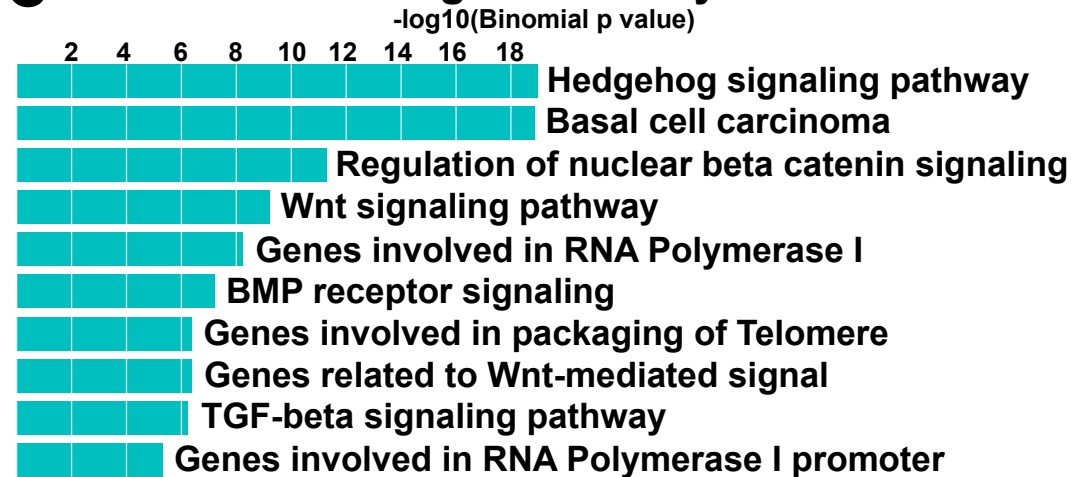 -log10(Binomial p value)
2 4 6 8 10 12 14 16 18
Hedgehog signaling pathway
Basal cell carcinoma
Regulation of nuclear beta catenin signaling
Wnt signaling pathway
Genes involved in RNA Polymerase I
BMP receptor signaling
Genes involved in packaging of Telomere
Genes related to Wnt-mediated signal
TGF-beta signaling pathway
Genes involved in RNA Polymerase I promoter